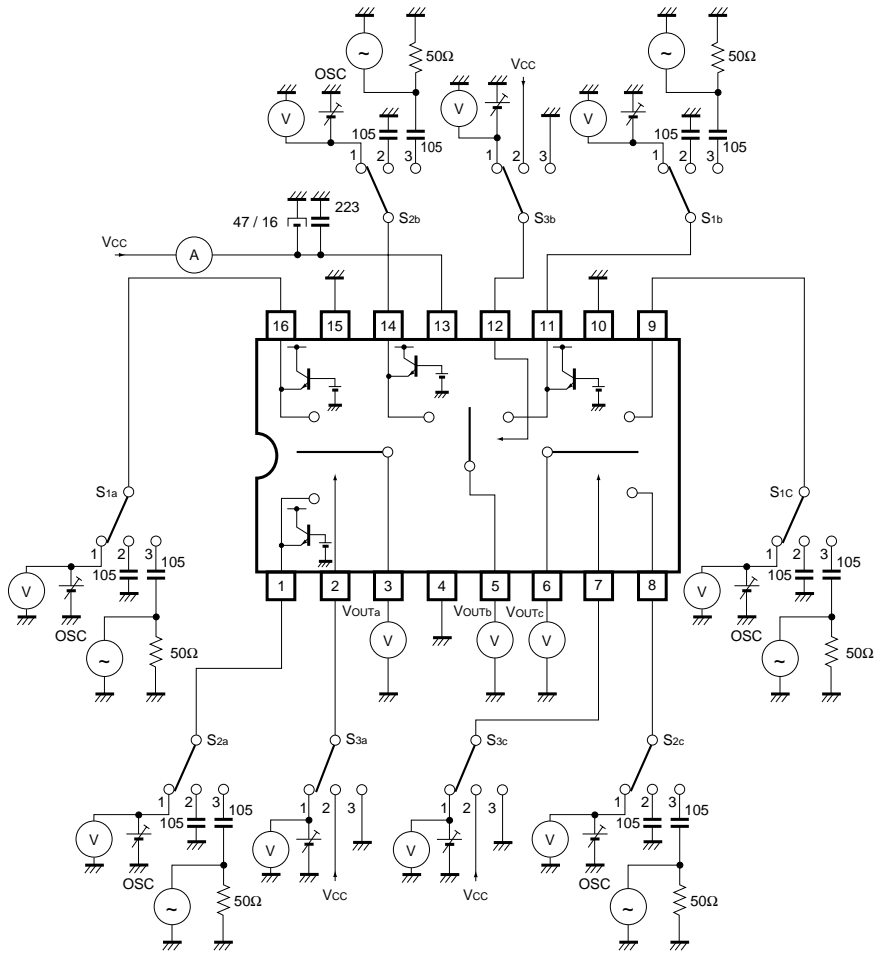 ~ 50Ω VCC ~ 50Ω
OSC
V V V
105 105 105 105
1 2 3 1 2 3 1 2 3
S2b S3b S1b
47 / 16 223
VCC A
16 15 14 13 12 11 10 9
S1a S1C
1 2 3 105 1 2 3 105
V 105 V 105
OSC OSC
~ 50Ω ~ 50Ω
1 2 3 4 5 6 7 8
VOUTa VOUTb VOUTc
V V V
S2a S3a S3c S2c
1 2 3 1 2 3 1 2 3 1 2 3
105 105 105 105
V V V V
OSC VCC VCC OSC
~ 50Ω ~ 50Ω